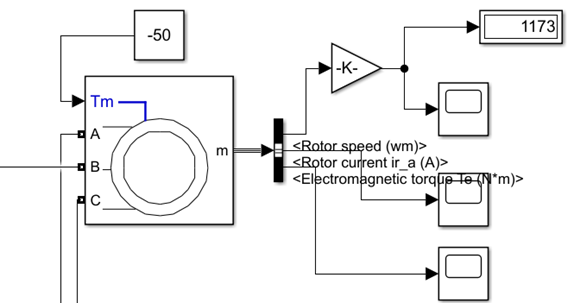 -50
1173
-K-
Tm
A
B
C
m
<Rotor speed (wm)>
<Rotor current ir_a (A)>
<Electromagnetic torque Te (N*m)>